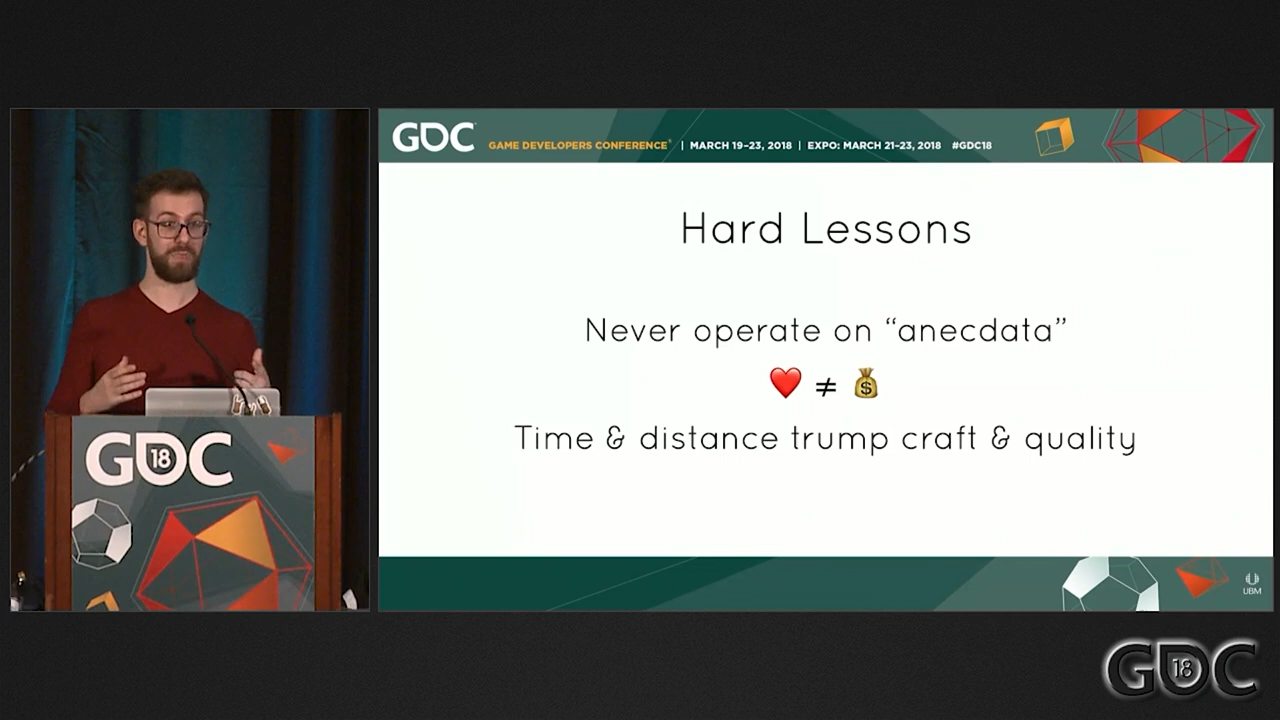 GDC
GAME DEVELOPERS CONFERENCE® | MARCH 19–23, 2018 | EXPO: MARCH 21–23, 2018 #GDC18
Hard Lessons
Never operate on “anecdata”
❤️ ≠ 💰
Time & distance trump craft & quality
GDC
18
UBM
GDC
18